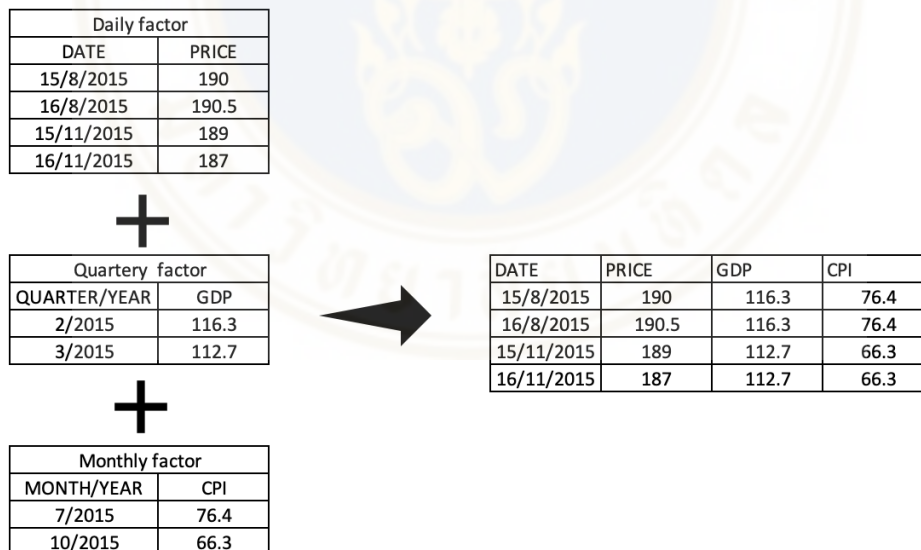 Daily factor
DATE PRICE
15/8/2015 190
16/8/2015 190.5
15/11/2015 189
16/11/2015 187
+
Quartery factor
QUARTER/YEAR GDP
2/2015 116.3
3/2015 112.7
+
Monthly factor
MONTH/YEAR CPI
7/2015 76.4
10/2015 66.3
DATE PRICE GDP CPI
15/8/2015 190 116.3 76.4
16/8/2015 190.5 116.3 76.4
15/11/2015 189 112.7 66.3
16/11/2015 187 112.7 66.3